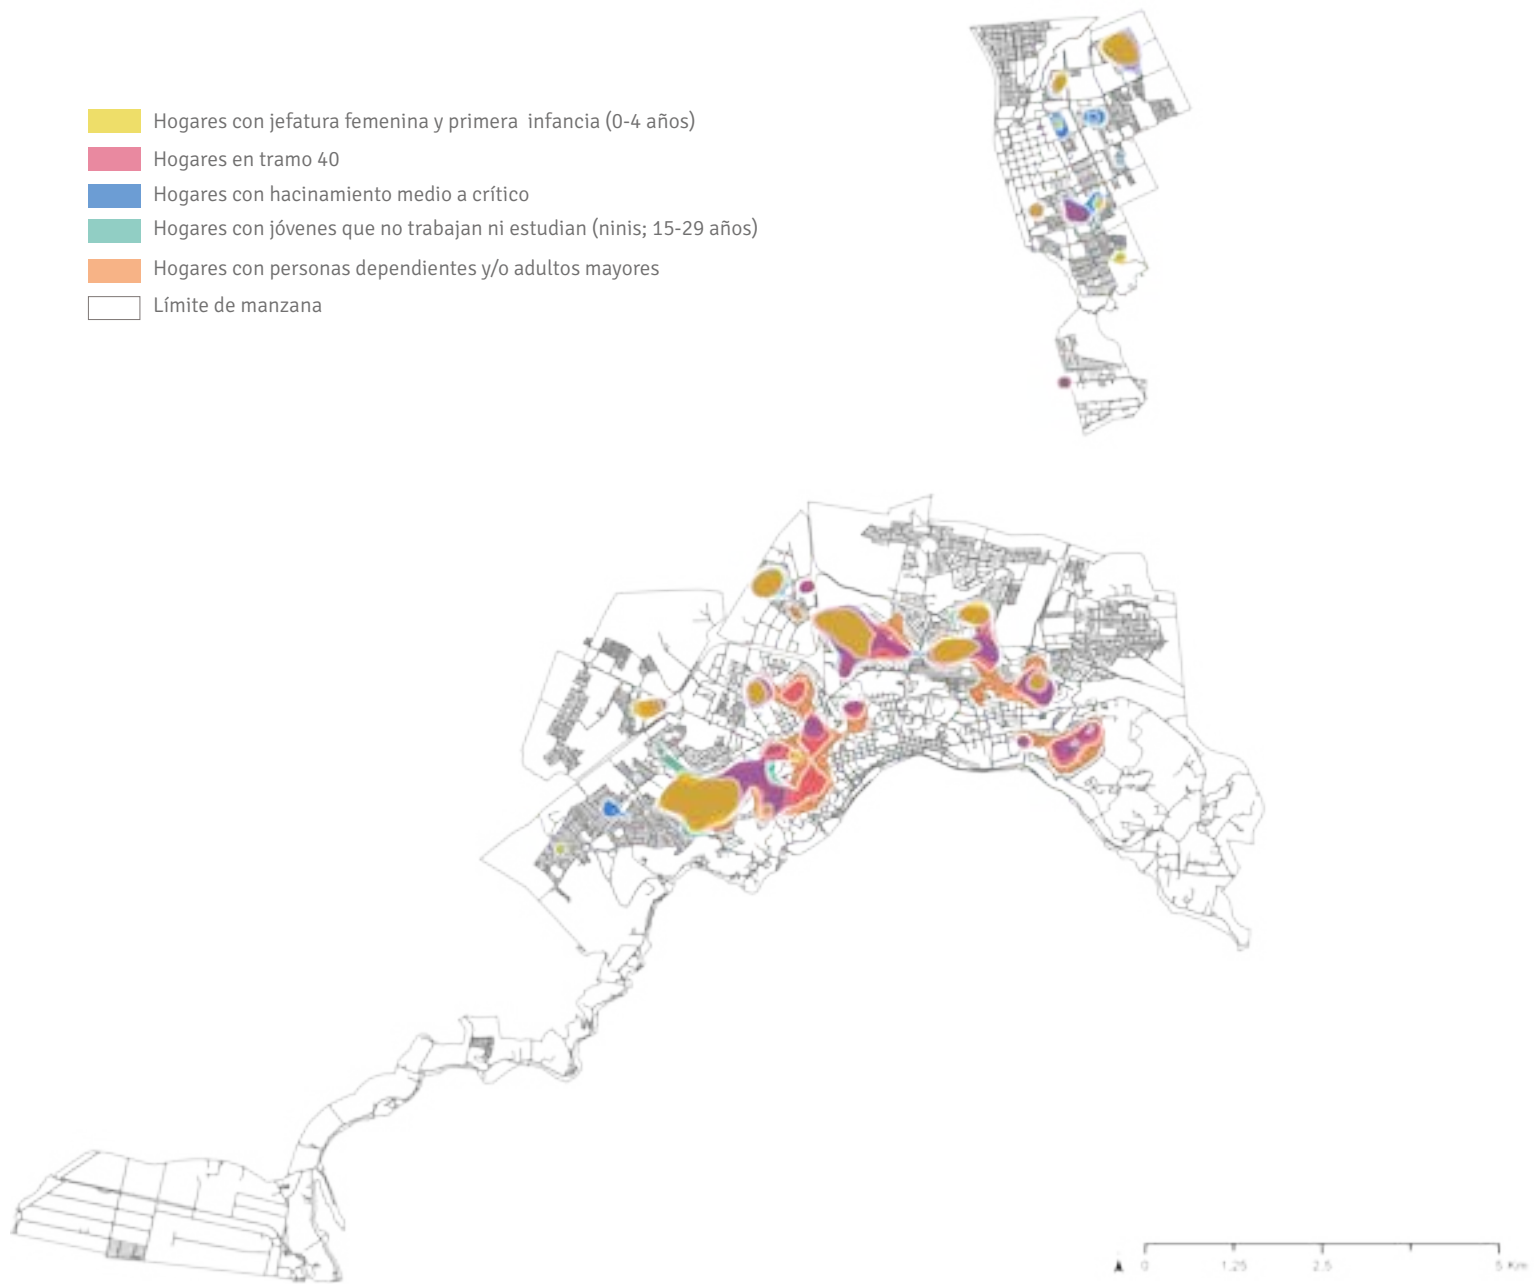 Hogares con jefatura femenina y primera infancia (0-4 años)
Hogares en tramo 40
Hogares con hacinamiento medio a crítico
Hogares con jóvenes que no trabajan ni estudian (ninis; 15-29 años)
Hogares con personas dependientes y/o adultos mayores
Límite de manzana
0 1,25 2,5 5 Km